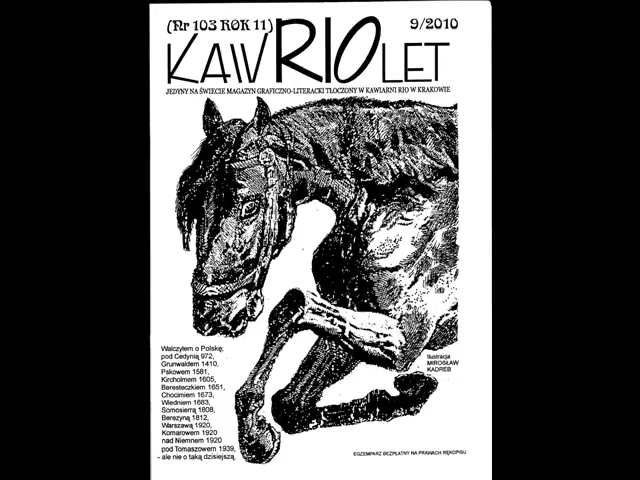 (Nr 103 ROK 11)
9/2010
KAWRIOLET
JEDYNY NA ŚWIECIE MAGAZYN GRAFICZNO-LITERACKI TŁOCZONY W KAWIARNI RIO W KRAKOWIE
Walczyłem o Polskę;
pod Cedynią 972,
Grunwaldem 1410,
Pskowem 1581,
Kircholmem 1605,
Beresteczkiem 1651,
Chocimiem 1673,
Wiedniem 1683,
Somosierrą 1808,
Berezyną 1812,
Warszawą 1920,
Komarowem 1920
nad Niemnem 1920
pod Tomaszowem 1939,
- ale nie o taką dzisiejszą.
Ilustracja
MIROSŁAW
KADREB
EGZEMPARZ BEZPŁATNY NA PRAWACH RĘKOPISU